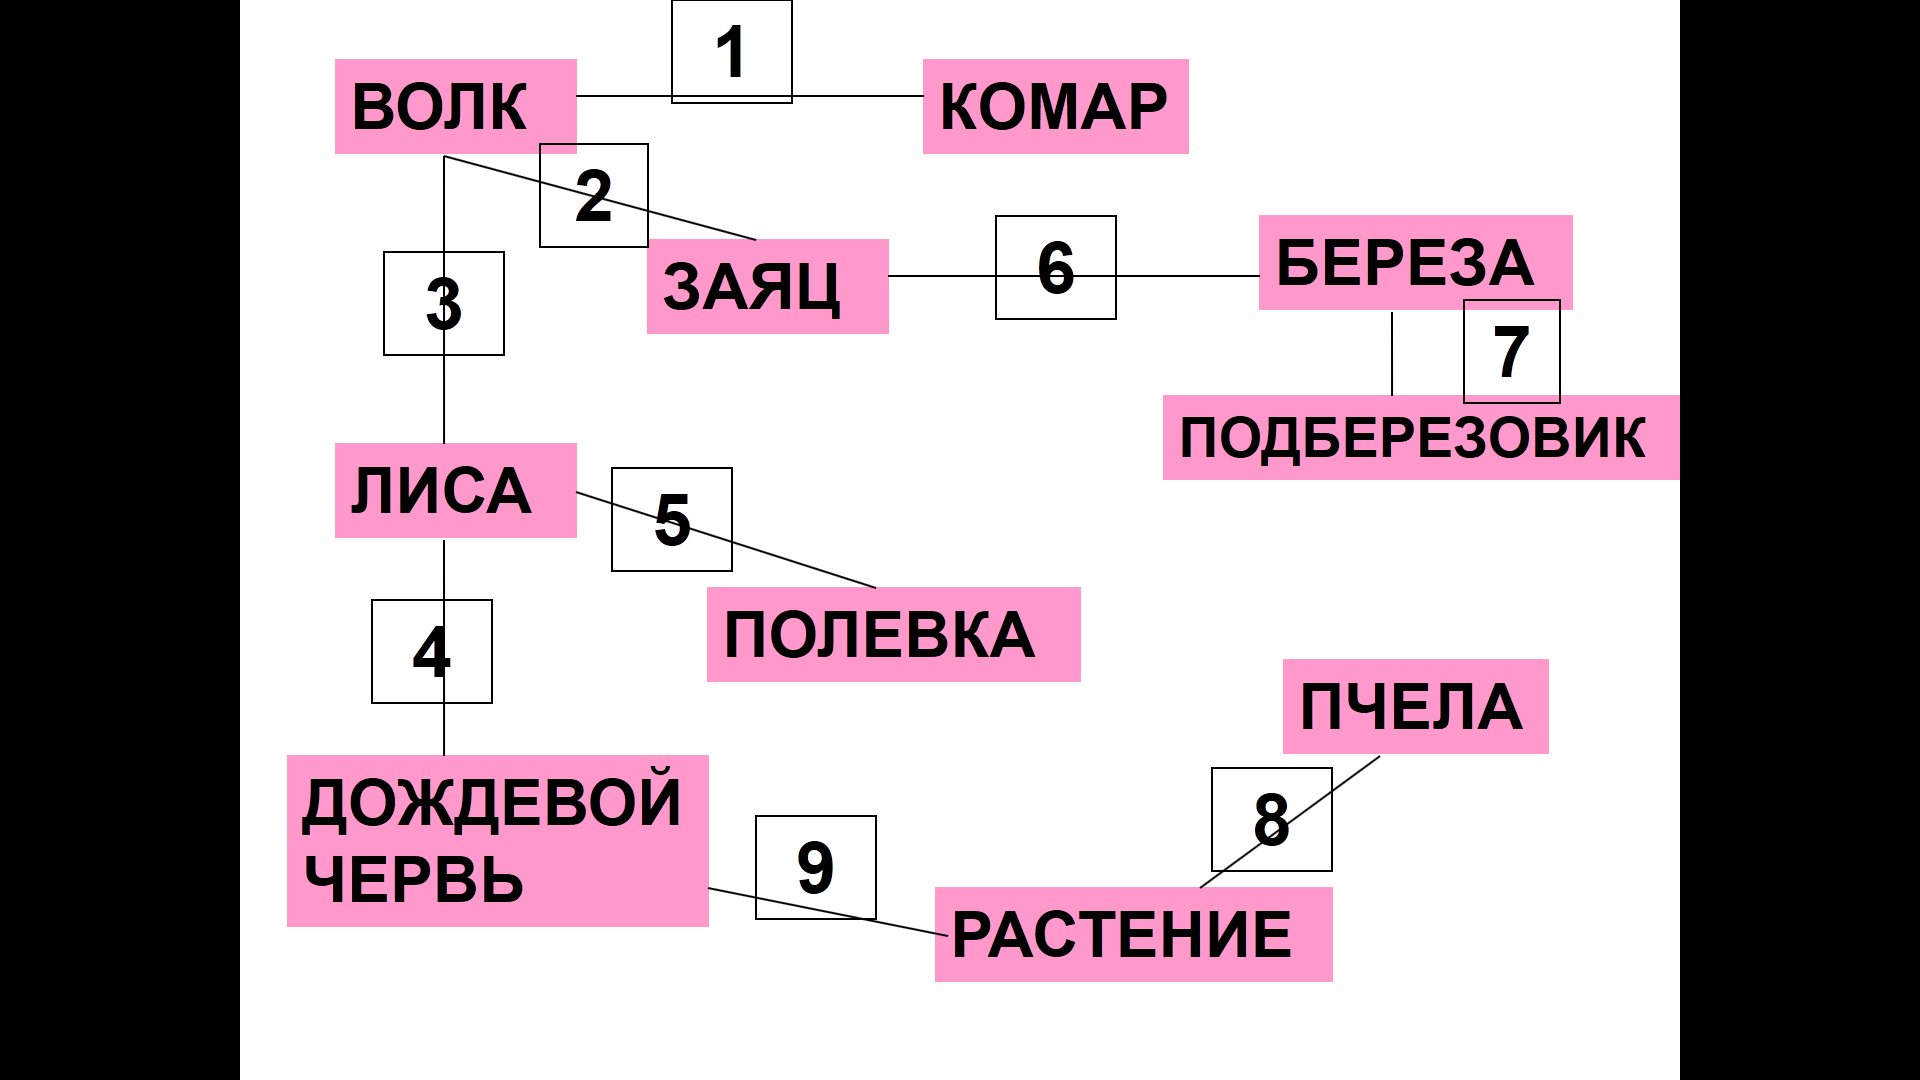 1
ВОЛК
КОМАР
2
3
ЗАЯЦ
6
БЕРЕЗА
7
ПОДБЕРЕЗОВИК
ЛИСА
5
4
ПОЛЕВКА
ПЧЕЛА
ДОЖДЕВОЙ
ЧЕРВЬ
9
8
РАСТЕНИЕ